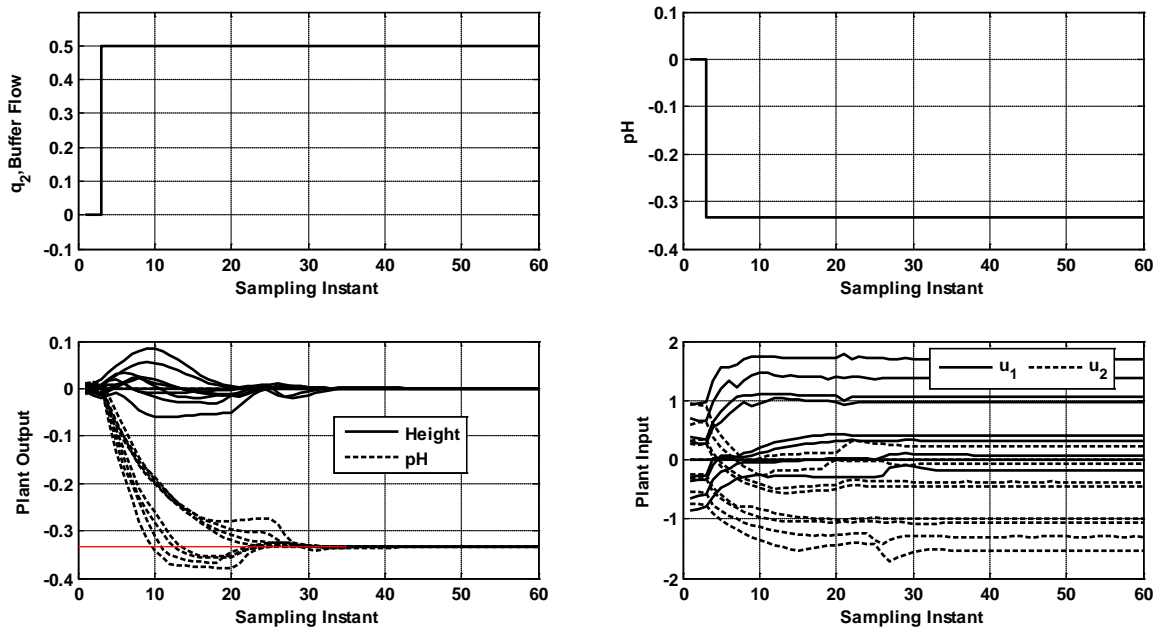 q2,Buffer Flow
0.5
0.4
0.3
0.2
0.1
0
-0.1
0 10 20 30 40 50 60
Sampling Instant
pH
0.1
0
-0.1
-0.2
-0.3
-0.4
0 10 20 30 40 50 60
Sampling Instant
Plant Output
0.1
0
-0.1
-0.2
-0.3
-0.4
0 10 20 30 40 50 60
Sampling Instant
Height
pH
Plant Input
2
1
0
-1
-2
0 10 20 30 40 50 60
Sampling Instant
u1 u2